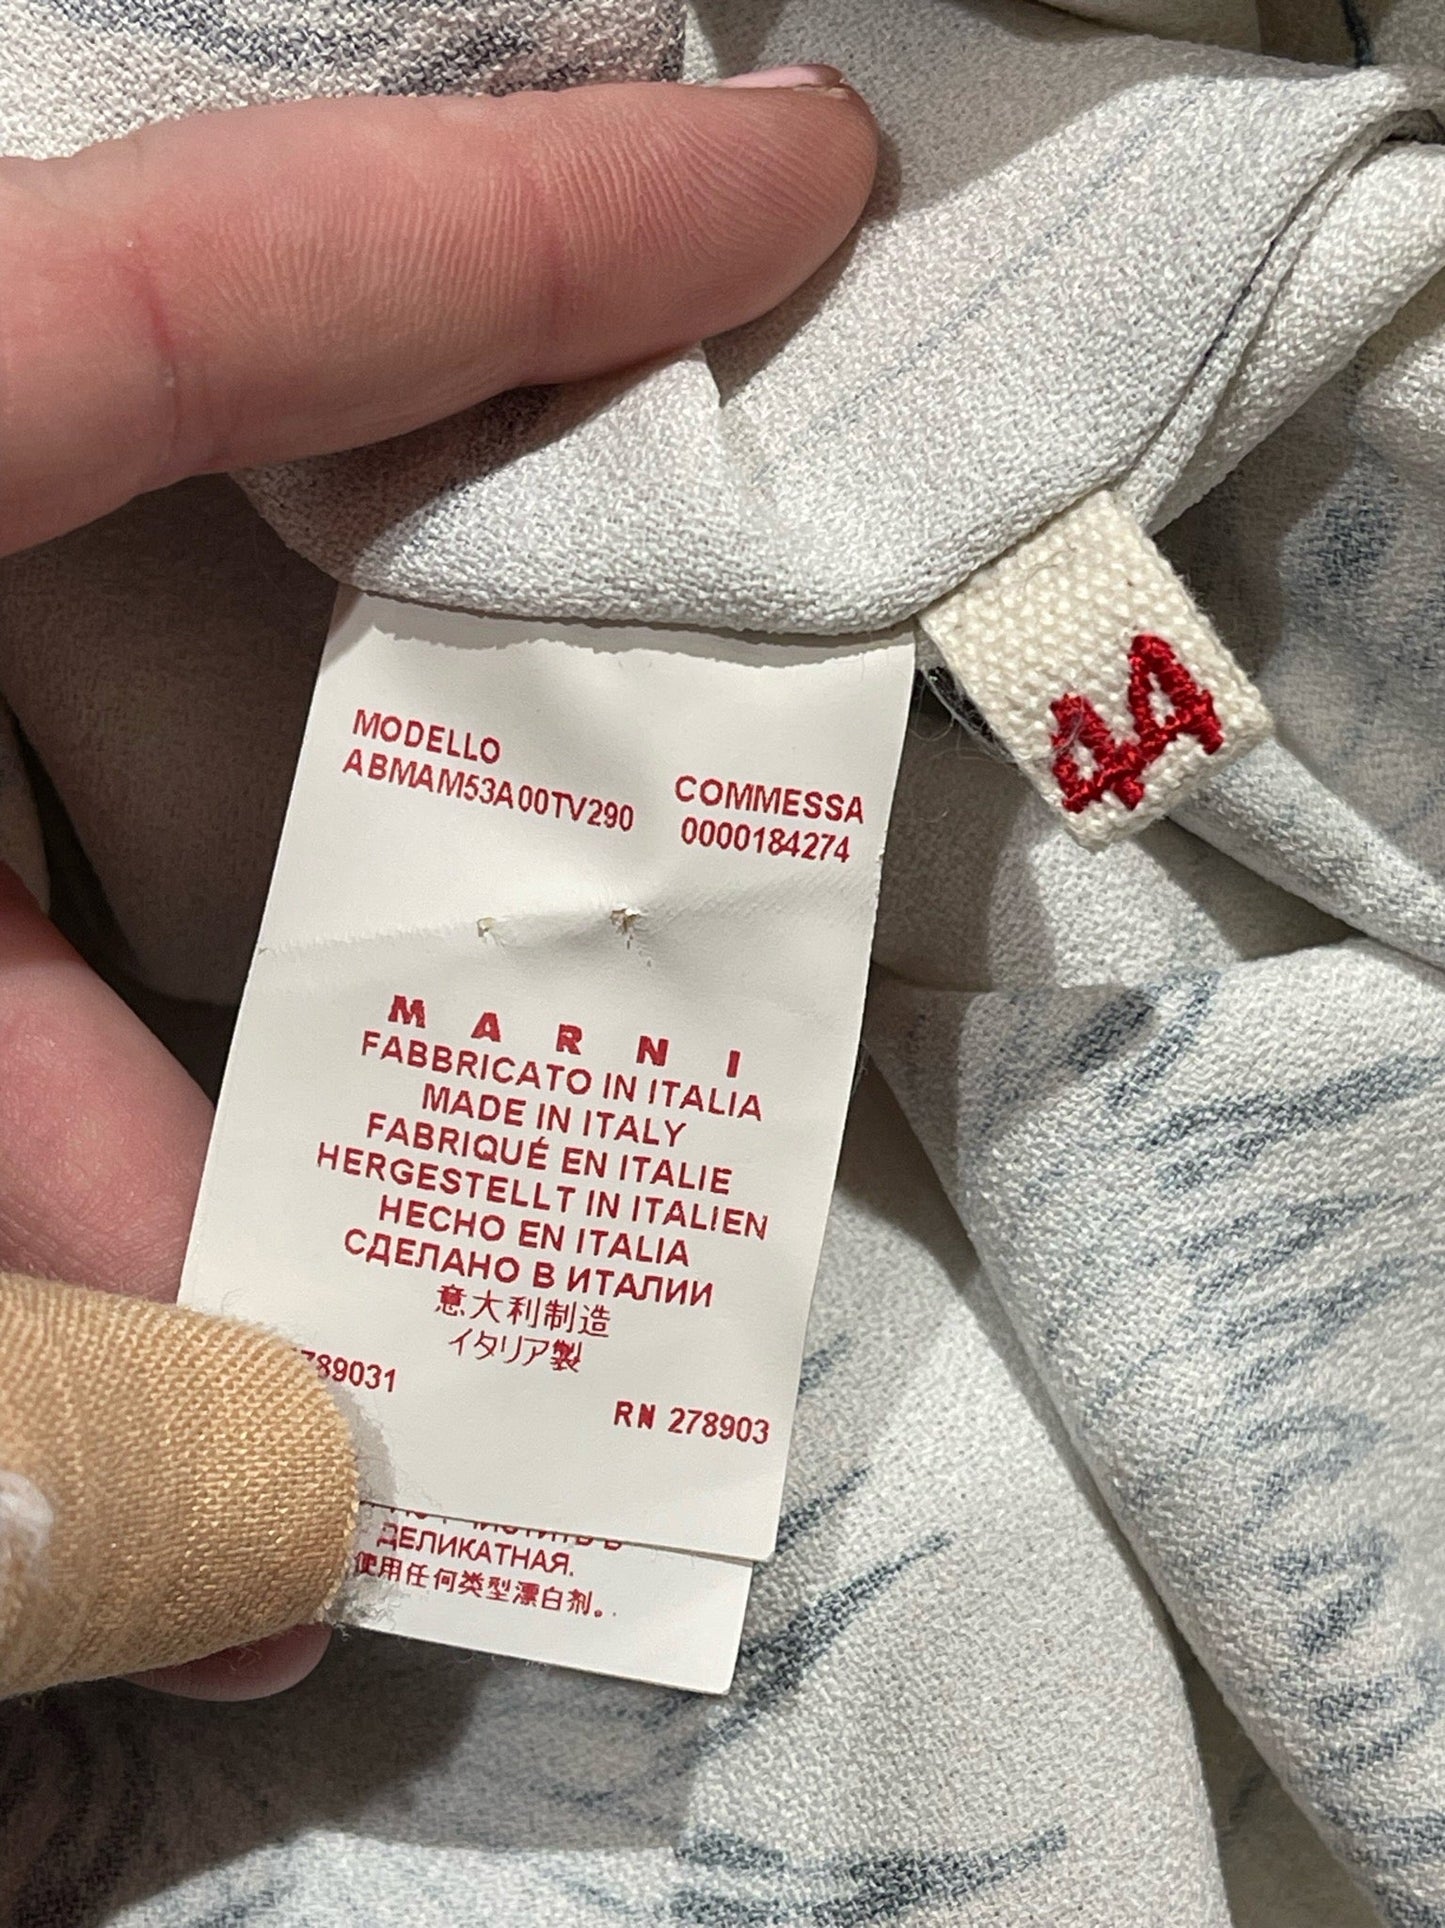 MODELLO
ABMAM53A00TV290
COMMESSA
0000184274
44
MARNI
FABBRICATO IN ITALIA
MADE IN ITALY
FABRIQUÉ EN ITALIE
HERGESTELLT IN ITALIEN
HECHO EN ITALIA
СДЕЛАНО В ИТАЛИИ
意大利制造
イタリア製
789031
RN 278903
ДЕЛИКАТНАЯ.
使用任何类型漂白剂。